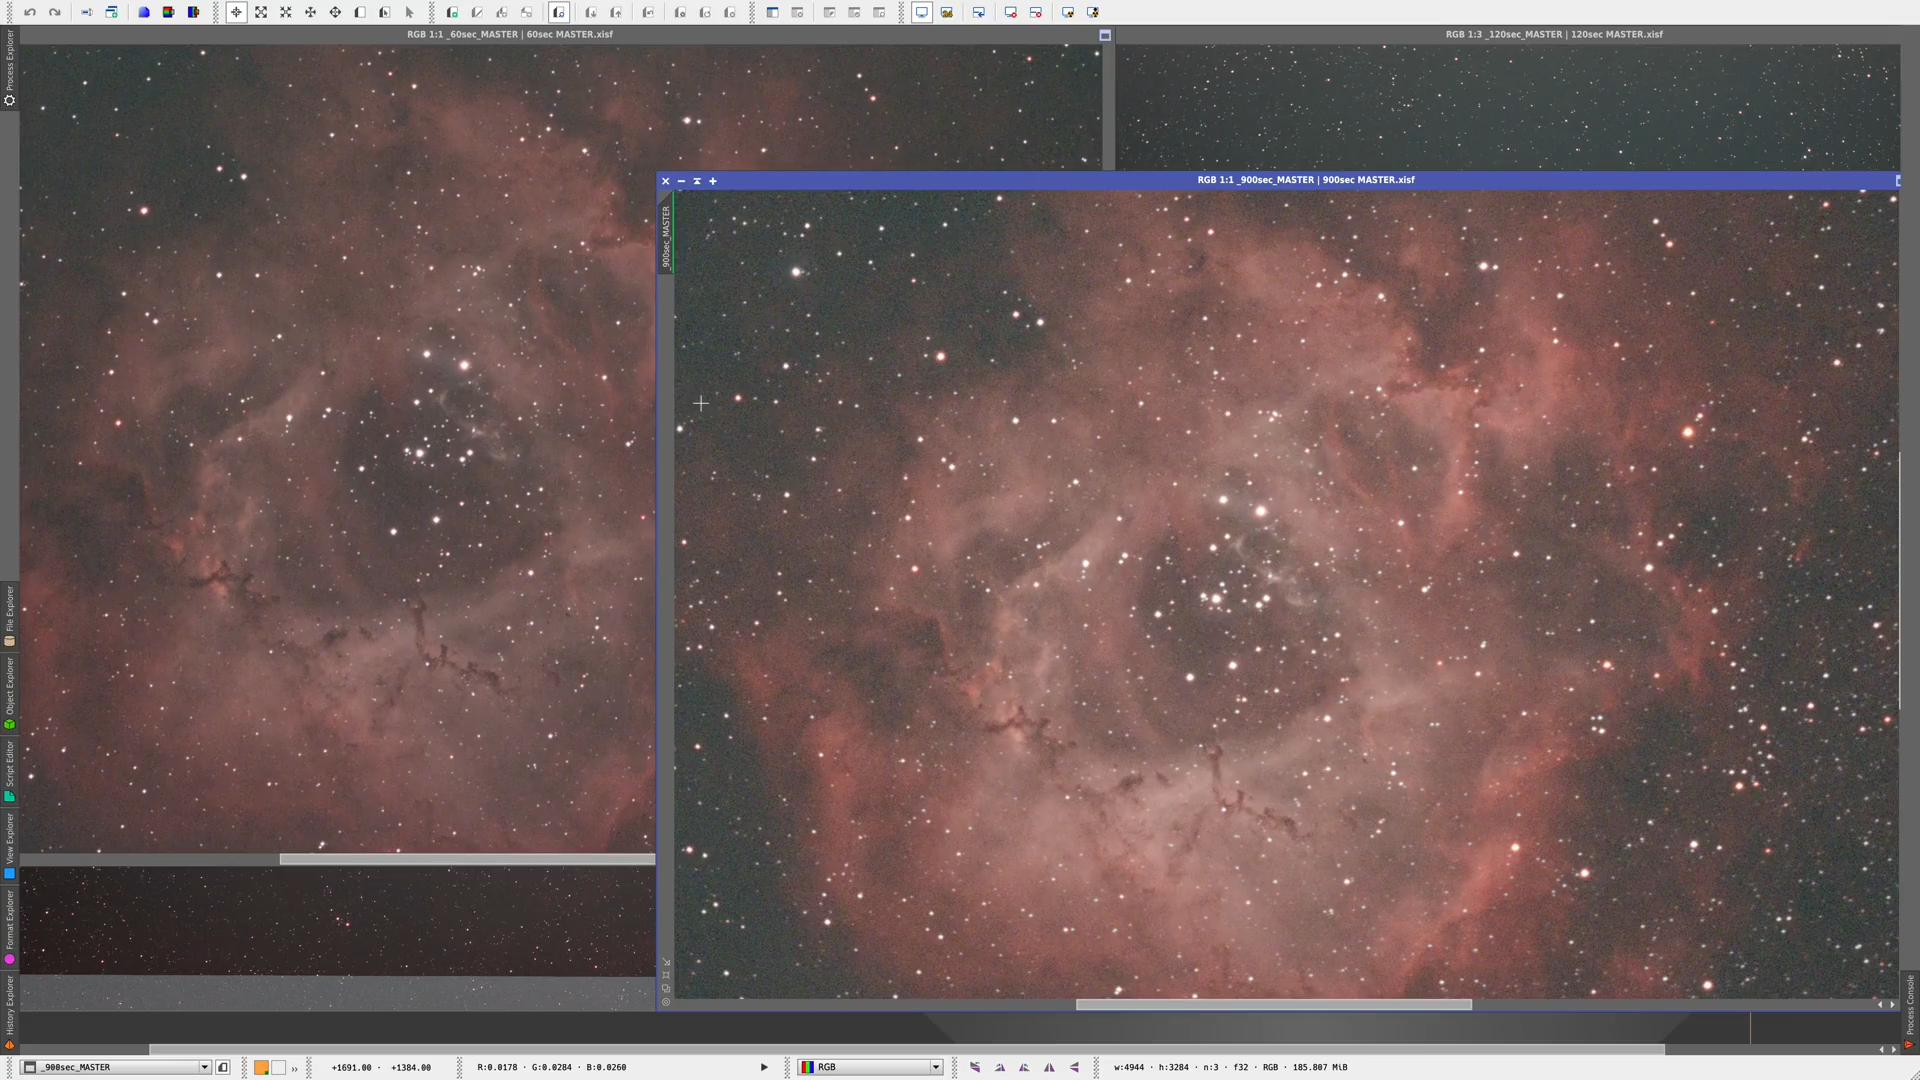 RGB 1:1 _60sec_MASTER | 60sec MASTER.xisf
RGB 1:3 _120sec_MASTER | 120sec MASTER.xisf
RGB 1:1 _900sec_MASTER | 900sec MASTER.xisf
_900sec_MASTER
Process Explorer
File Explorer
Object Explorer
Script Editor
View Explorer
Format Explorer
History Explorer
Process Console
_900sec_MASTER
+1691.00 · +1384.00
R:0.0178 · G:0.0284 · B:0.0260
RGB
w:4944 · h:3284 · n:3 · f32 · RGB · 185.807 MiB